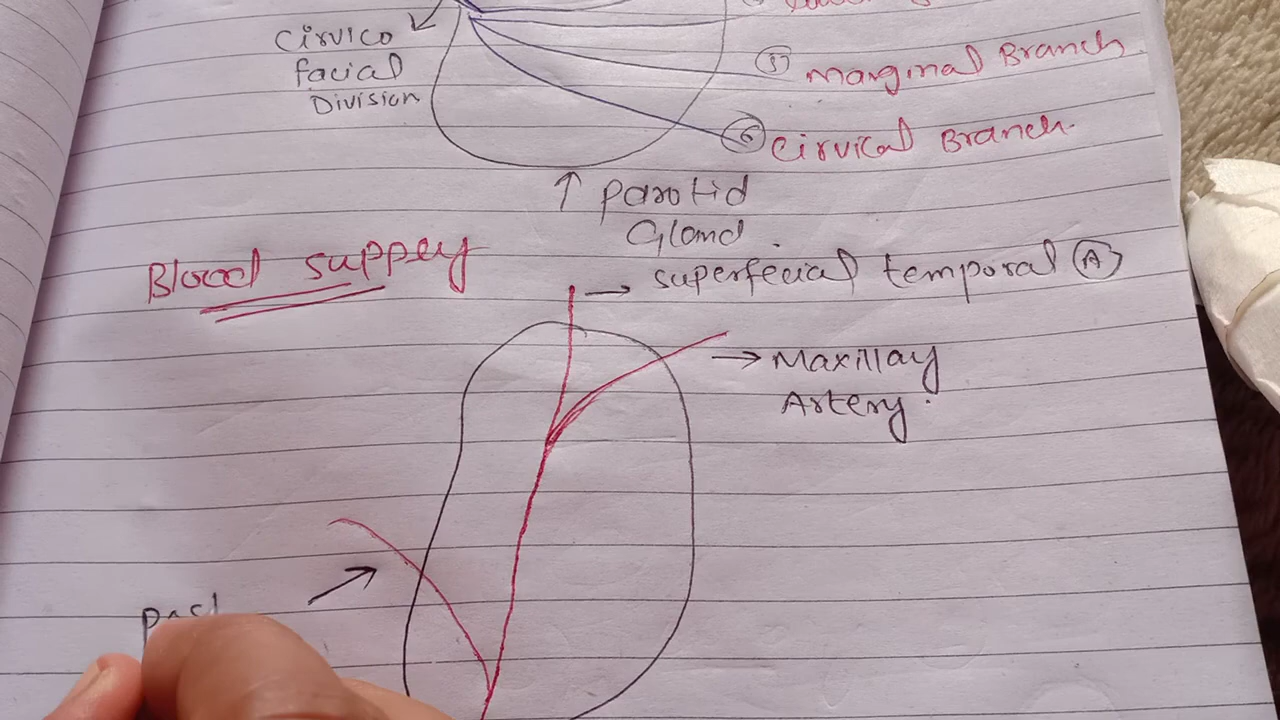 Cirvico
facial
Division
⑤ Marginal Branch
⑥ Cirvical Branch.
↑ Parotid
Gland.
Blood suppey
→ superfecial temporal Ⓐ
→ Maxillay
Artery.